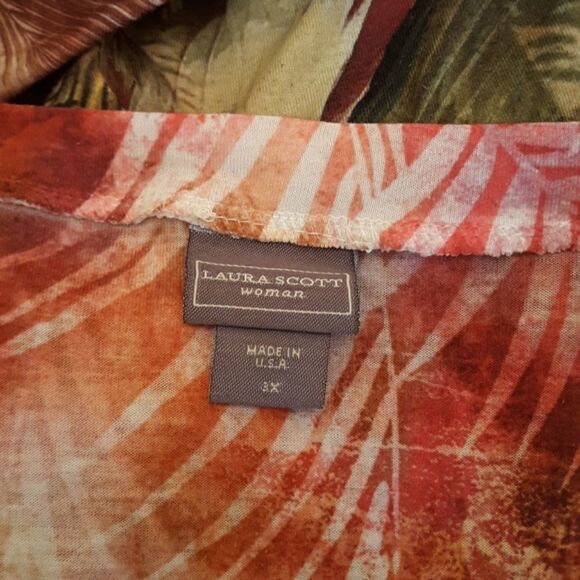 LAURA SCOTT
woman
MADE IN
U.S.A.
3X